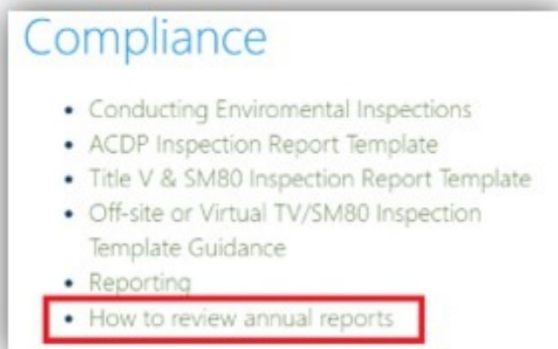 Compliance
• Conducting Enviromental Inspections
• ACDP Inspection Report Template
• Title V & SM80 Inspection Report Template
• Off-site or Virtual TV/SM80 Inspection
Template Guidance
• Reporting
• How to review annual reports